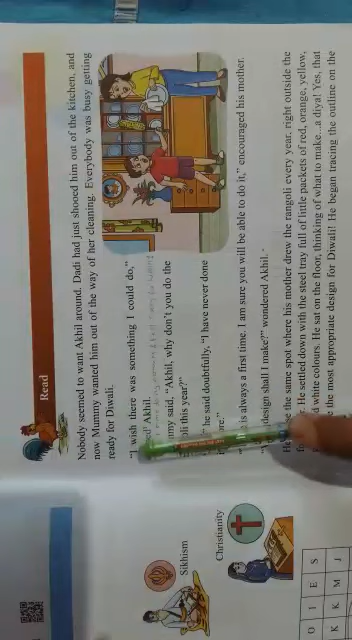 Read
Nobody seemed to want Akhil around. Dadi had just shooed him out of the kitchen, and
now Mummy wanted him out of the way of her cleaning. Everybody was busy getting
ready for Diwali.
"I wish there was something I could do,"
Akhil.
my said, "Akhil, why don't you do the
oli this year?"
he said doubtfully, "I have never done
ore."
is always a first time. I am sure you will be able to do it," encouraged his mother.
design shall I make?" wondered Akhil.
the same spot where his mother drew the rangoli every year, right outside the
He settled down with the steel tray full of little packets of red, orange, yellow,
d white colours. He sat on the floor, thinking of what to make...a diya! Yes, that
e the most appropriate design for Diwali! He began tracing the outline on the
Sikhism
Christianity
O I E S
K K M J